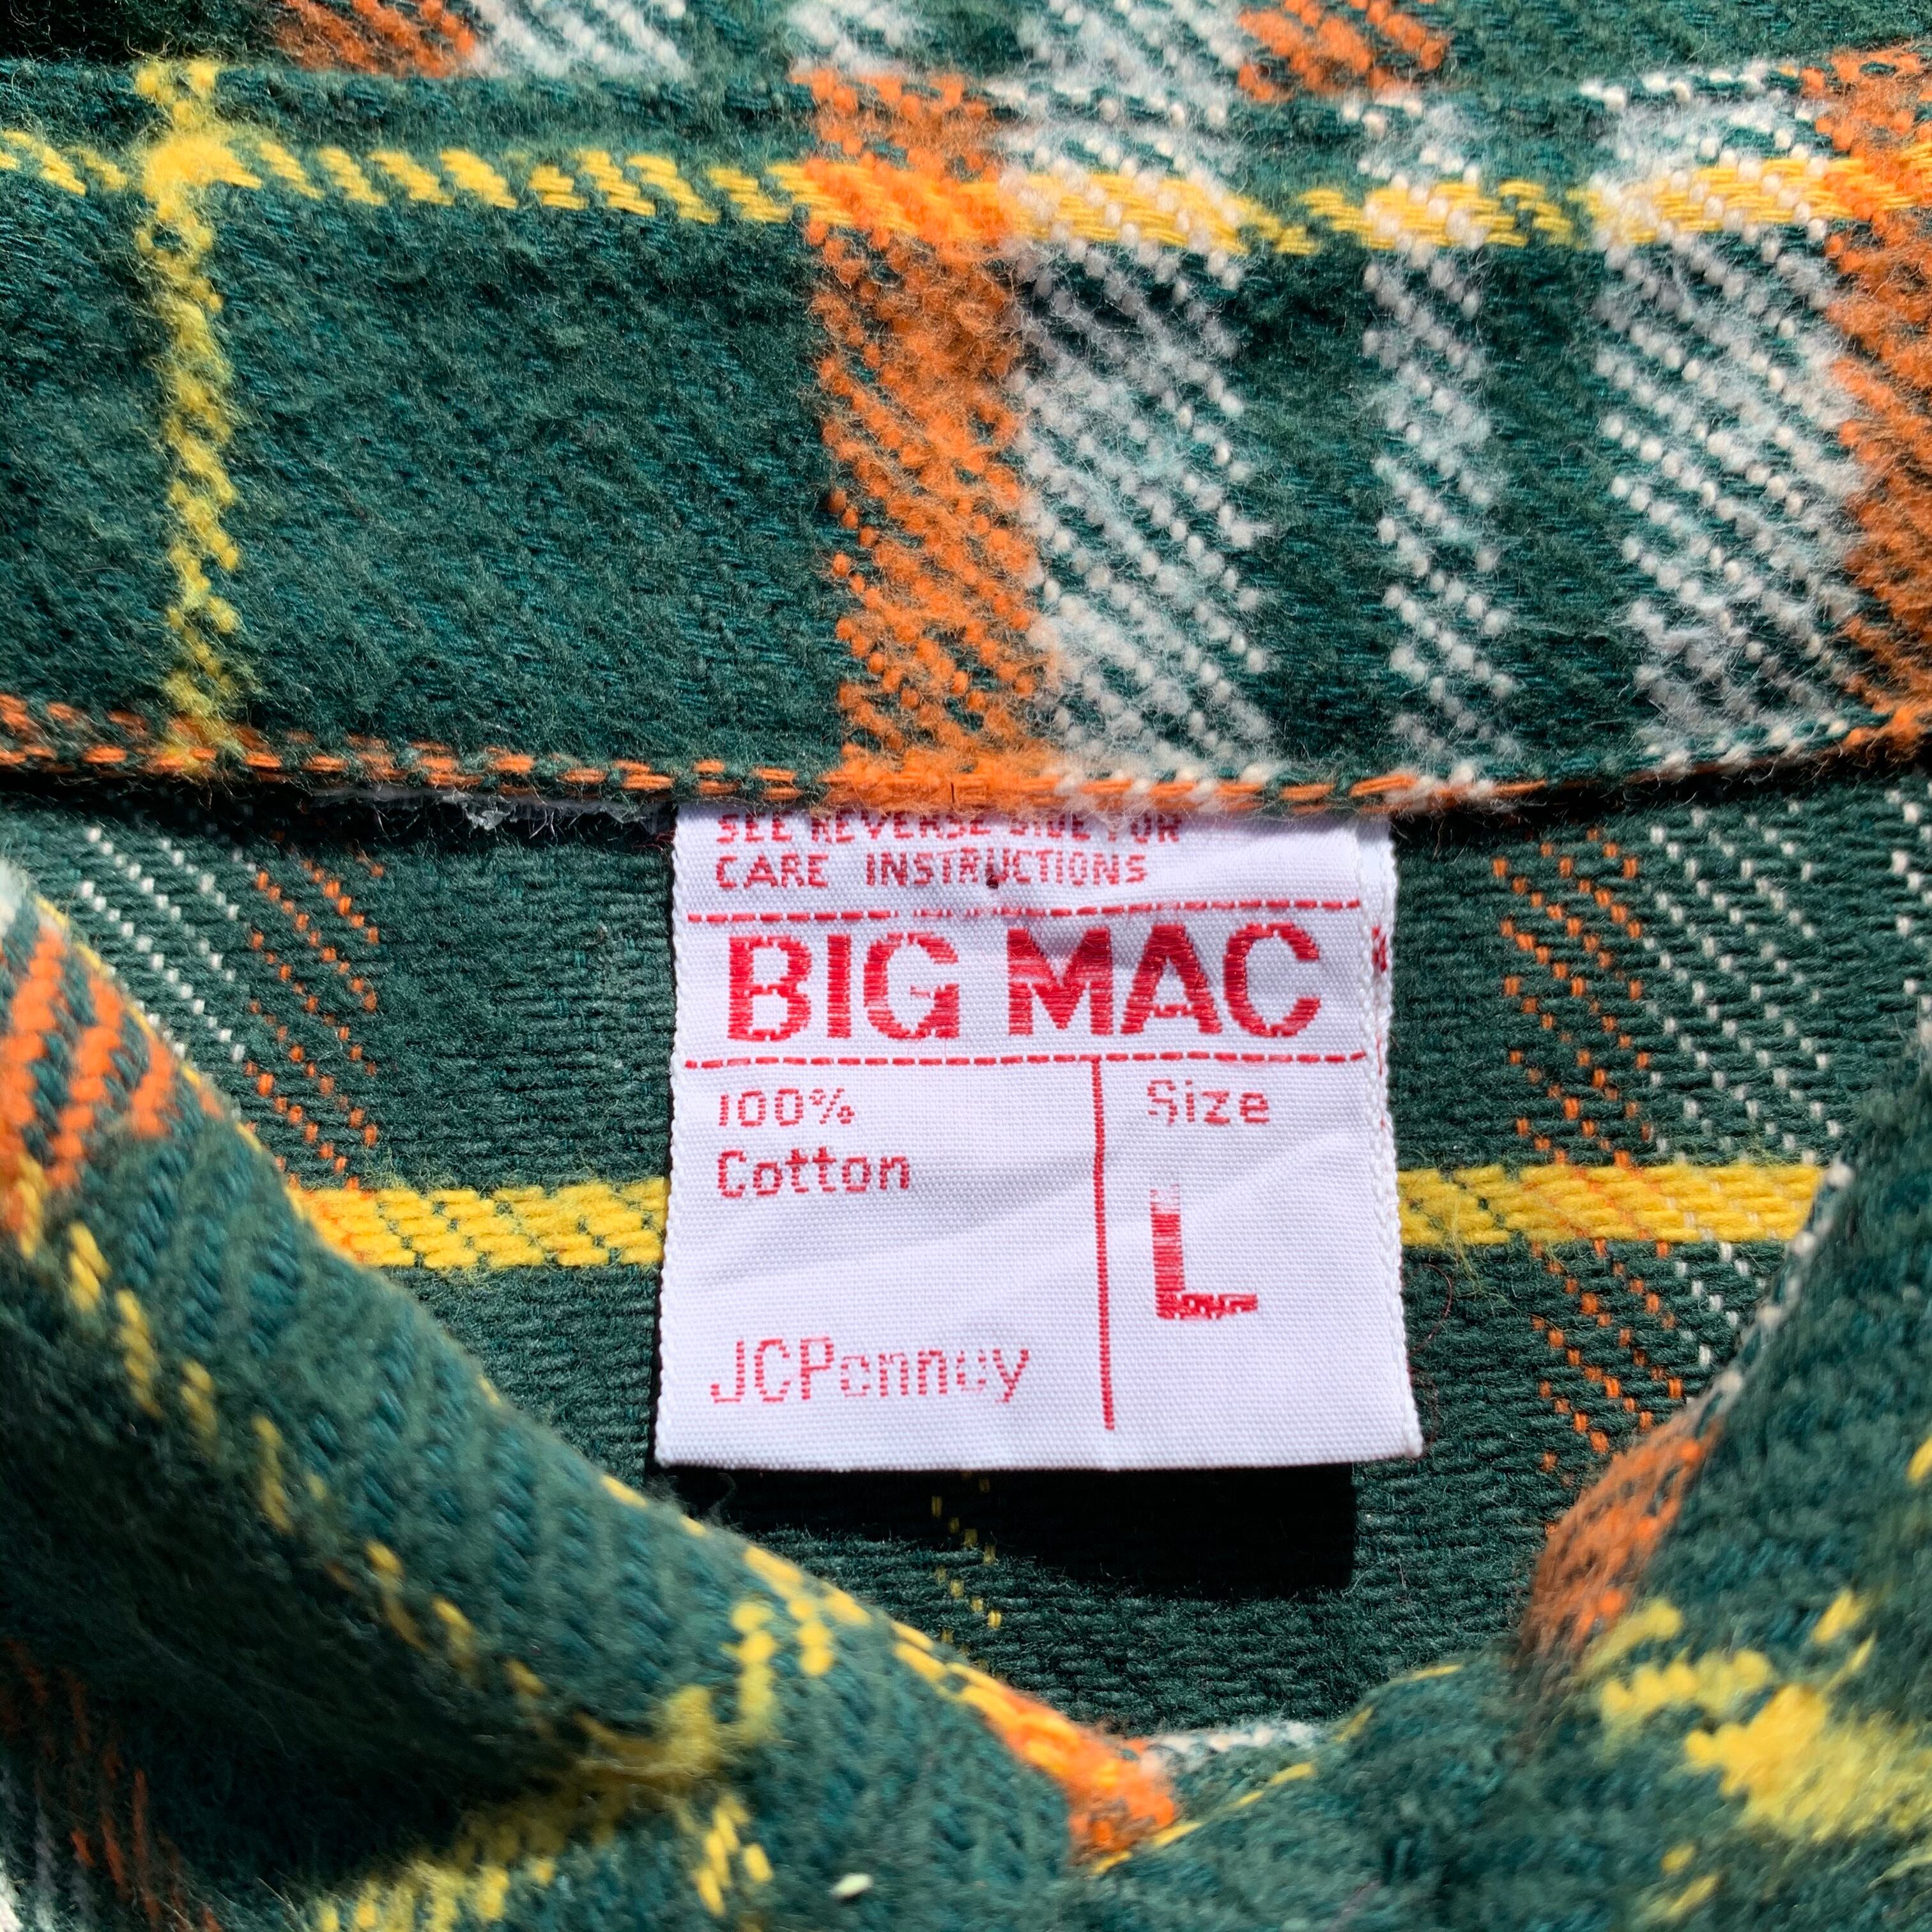 SEE REVERSE SIDE FOR
CARE INSTRUCTIONS
BIG MAC
100%
Cotton
Size
L
JCPenney